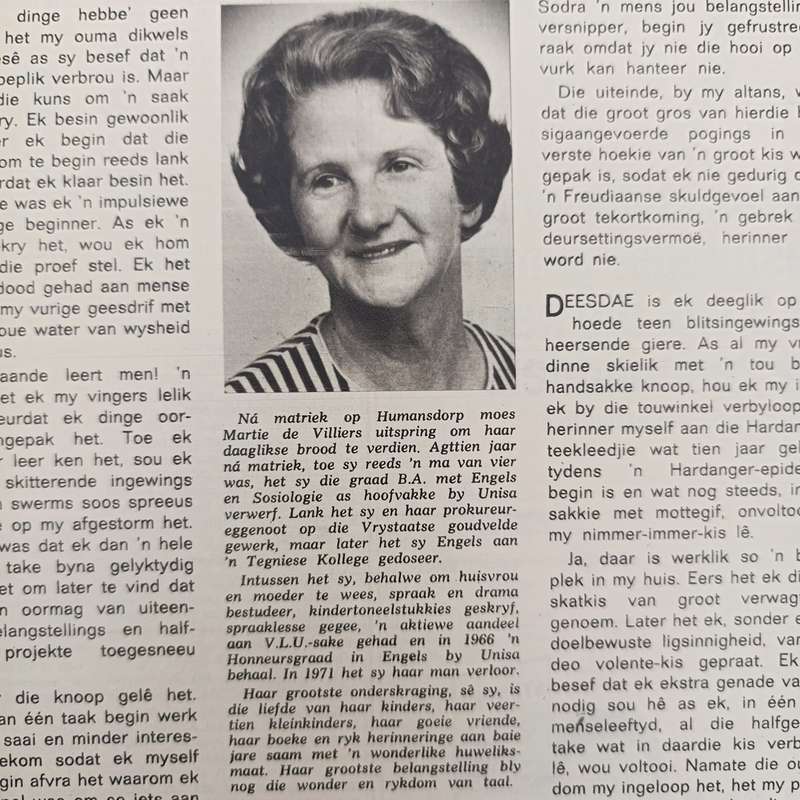 dinge hebbe' geen
het my ouma dikwels
esê as sy besef dat 'n
oeplik verbrou is. Maar
die kuns om 'n saak
ry. Ek besin gewoonlik
er ek begin dat die
om te begin reeds lank
rdat ek klaar besin het.
e was ek 'n impulsiewe
ge beginner. As ek 'n
kry het, wou ek hom
die proef stel. Ek het
dood gehad aan mense
my vurige geesdrif met
oue water van wysheid
us.
aande leert men! 'n
et ek my vingers lelik
eurdat ek dinge oor-
ngepak het. Toe ek
r leer ken het, sou ek
skitterende ingewings
n swerms soos spreeus
e op my afgestorm het.
was dat ek dan 'n hele
take byna gelyktydig
et om later te vind dat
n oormag van uiteen-
elangstellings en half-
projekte toegesneeu
r die knoop gelê het.
an één taak begin werk
saai en minder interes-
ekom sodat ek myself
gin afvra het waarom ek
Ná matriek op Humansdorp moes
Martie de Villiers uitspring om haar
daaglikse brood te verdien. Agttien jaar
ná matriek, toe sy reeds 'n ma van vier
was, het sy die graad B.A. met Engels
en Sosiologie as hoofvakke by Unisa
verwerf. Lank het sy en haar prokureur-
eggenoot op die Vrystaatse goudvelde
gewerk, maar later het sy Engels aan
'n Tegniese Kollege gedoseer.
Intussen het sy, behalwe om huisvrou
en moeder te wees, spraak en drama
bestudeer, kindertoneelstukkies geskryf,
spraaklesse gegee, 'n aktiewe aandeel
aan V.L.U.-sake gehad en in 1966 'n
Honneursgraad in Engels by Unisa
behaal. In 1971 het sy haar man verloor.
Haar grootste onderskraging, sê sy, is
die liefde van haar kinders, haar veer-
tien kleinkinders, haar goeie vriende,
haar boeke en ryk herinneringe aan baie
jare saam met 'n wonderlike huweliks-
maat. Haar grootste belangstelling bly
nog die wonder en rykdom van taal.
Sodra 'n mens jou belangstelling
versnipper, begin jy gefrustree
raak omdat jy nie die hooi op
vurk kan hanteer nie.
Die uiteinde, by my altans, w
dat die groot gros van hierdie h
sigaangevoerde pogings in
verste hoekie van 'n groot kis w
gepak is, sodat ek nie gedurig
'n Freudiaanse skuldgevoel aan
groot tekortkoming, 'n gebrek
deursettingsvermoë, herinner
word nie.
DEESDAE is ek deeglik op
hoede teen blitsingewings
heersende giere. As al my vr
dinne skielik met 'n tou b
handsakke knoop, hou ek my i
ek by die touwinkel verbyloop
herinner myself aan die Hardan
teekleedjie wat tien jaar gel
tydens 'n Hardanger-epide
begin is en wat nog steeds, in
sakkie met mottegif, onvoltoo
my nimmer-immer-kis lê.
Ja, daar is werklik so 'n b
plek in my huis. Eers het ek di
skatkis van groot verwag
genoem. Later het ek, sonder e
doelbewuste ligsinnigheid, van
deo volente-kis gepraat. Ek
besef dat ek ekstra genade va
nodig sou hê as ek, in één
menseleeftyd, al die halfge
take wat in daardie kis verb
lê, wou voltooi. Namate die ou
dom my ingeloop het, het my p